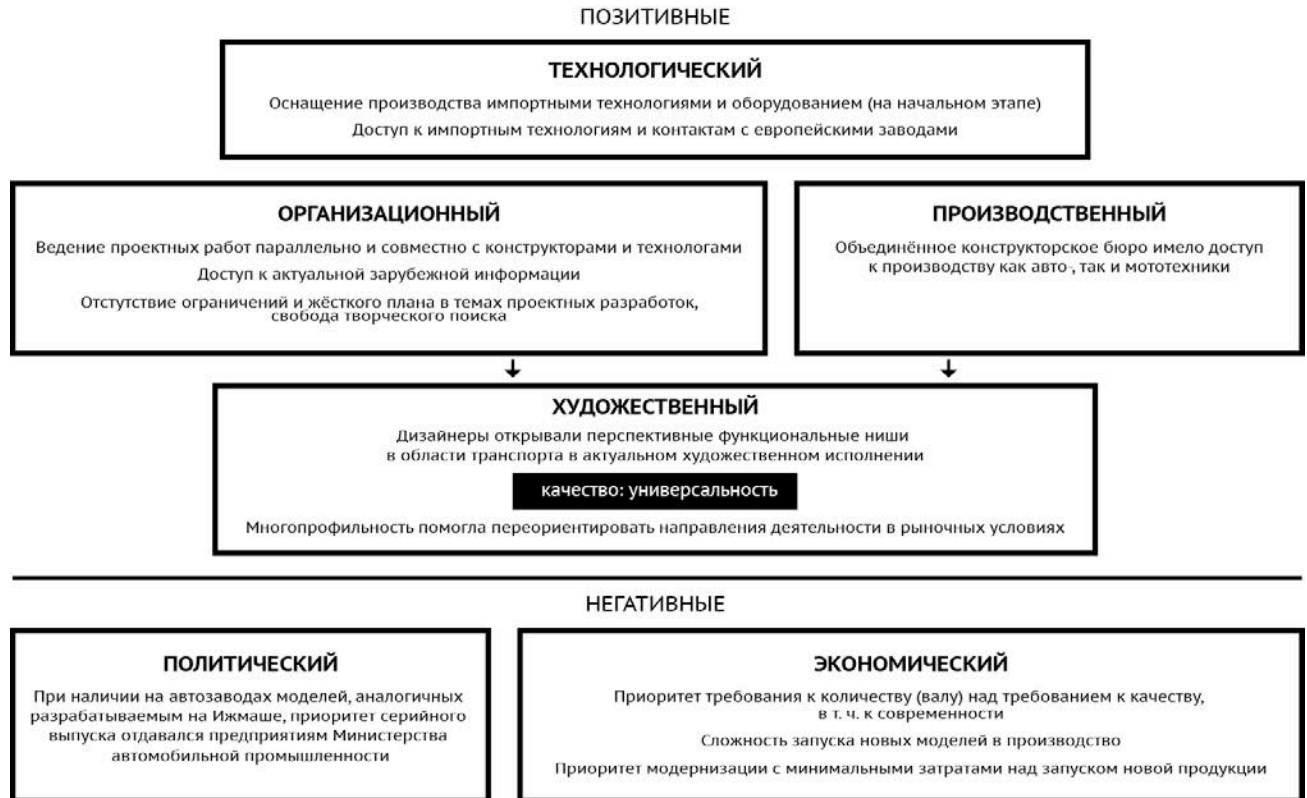 ПОЗИТИВНЫЕ
ТЕХНОЛОГИЧЕСКИЙ
Оснащение производства импортными технологиями и оборудованием (на начальном этапе)
Доступ к импортным технологиям и контактам с европейскими заводами
ОРГАНИЗАЦИОННЫЙ
Ведение проектных работ параллельно и совместно с конструкторами и технологами
Доступ к актуальной зарубежной информации
Отстутствие ограничений и жёсткого плана в темах проектных разработок,
свобода творческого поиска
ПРОИЗВОДСТВЕННЫЙ
Объединённое конструкторское бюро имело доступ
к производству как авто-, так и мототехники
ХУДОЖЕСТВЕННЫЙ
Дизайнеры открывали перспективные функциональные ниши
в области транспорта в актуальном художественном исполнении
качество: универсальность
Многопрофильность помогла переориентировать направления деятельности в рыночных условиях
НЕГАТИВНЫЕ
ПОЛИТИЧЕСКИЙ
При наличии на автозаводах моделей, аналогичных
разрабатываемым на Ижмаше, приоритет серийного
выпуска отдавался предприятиям Министерства
автомобильной промышленности
ЭКОНОМИЧЕСКИЙ
Приоритет требования к количеству (валу) над требованием к качеству,
в т. ч. к современности
Сложность запуска новых моделей в производство
Приоритет модернизации с минимальными затратами над запуском новой продукции